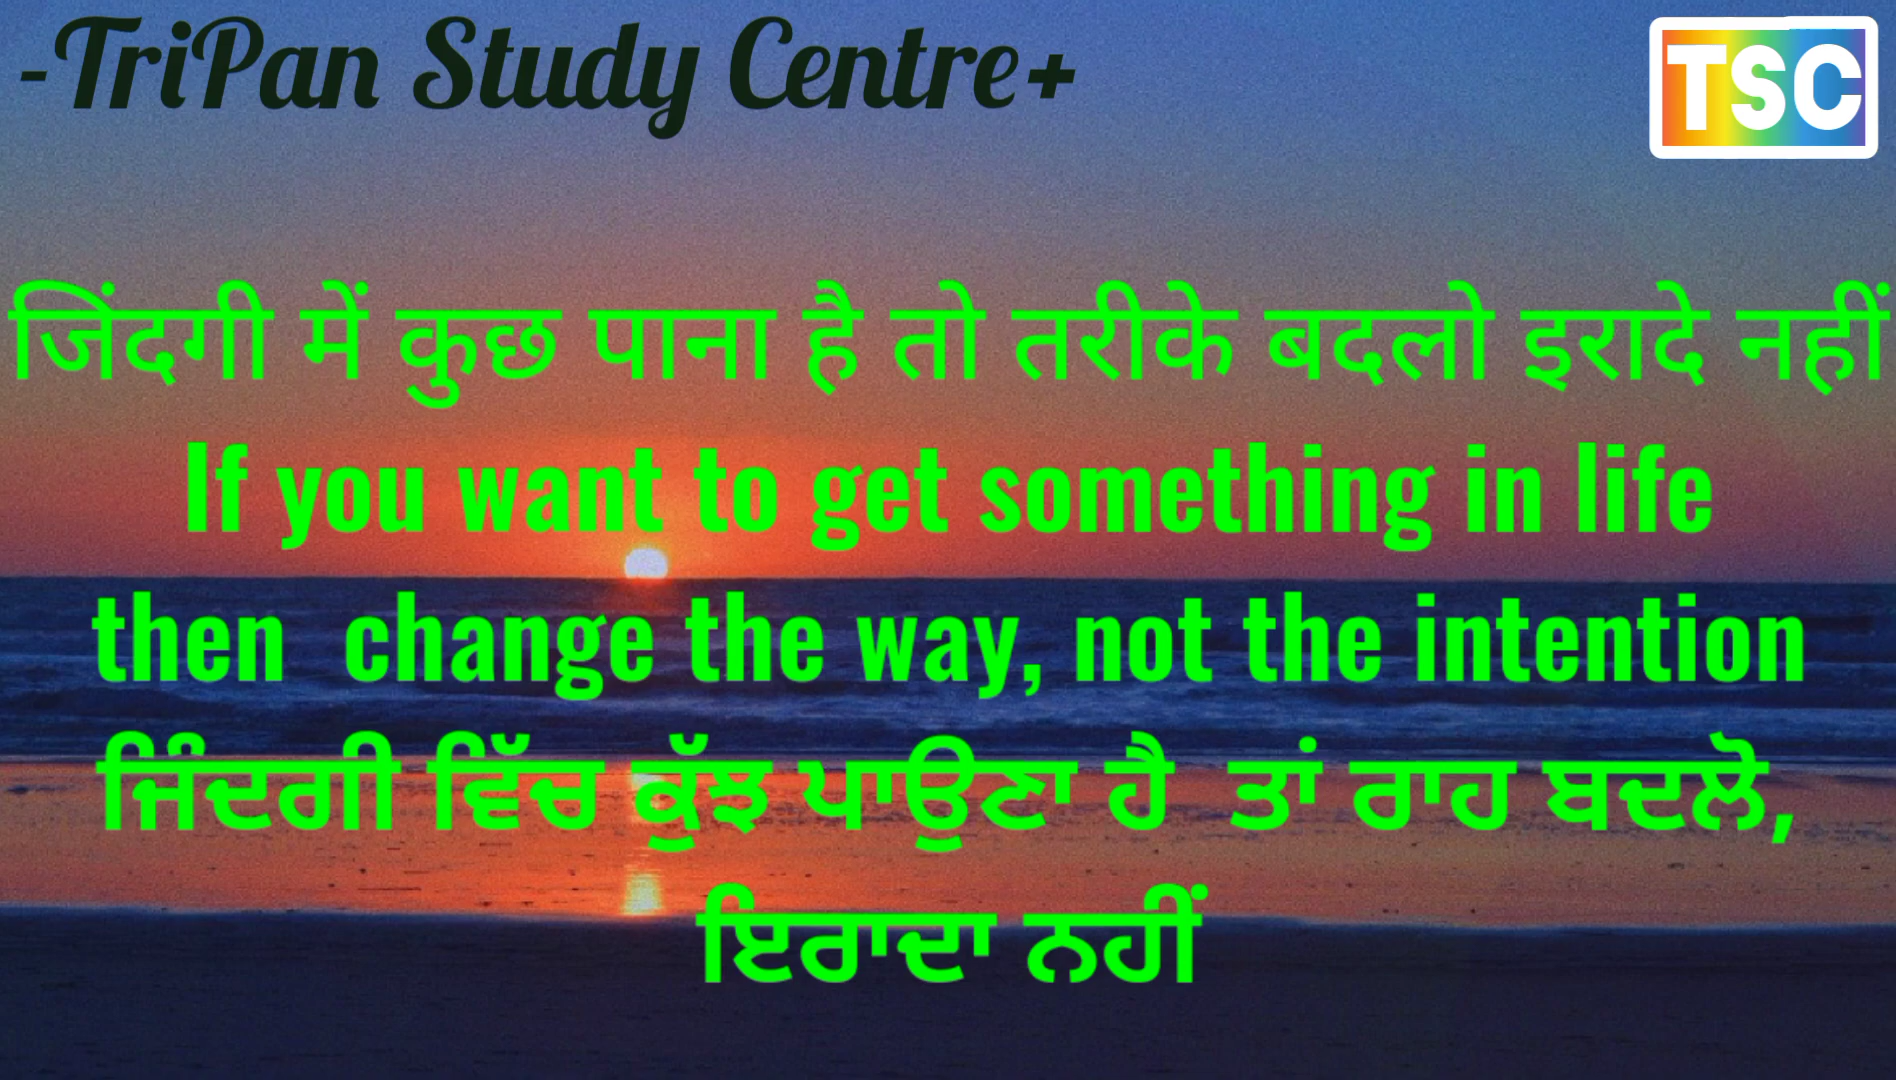 -TriPan Study Centre+
TSC
जिंदगी में कुछ पाना है तो तरीके बदलो इरादे नहीं
If you want to get something in life
then change the way, not the intention
ਜਿੰਦਗੀ ਵਿੱਚ ਕੁੱਝ ਪਾਉਣਾ ਹੈ ਤਾਂ ਰਾਹ ਬਦਲੋ,
ਇਰਾਦਾ ਨਹੀਂ